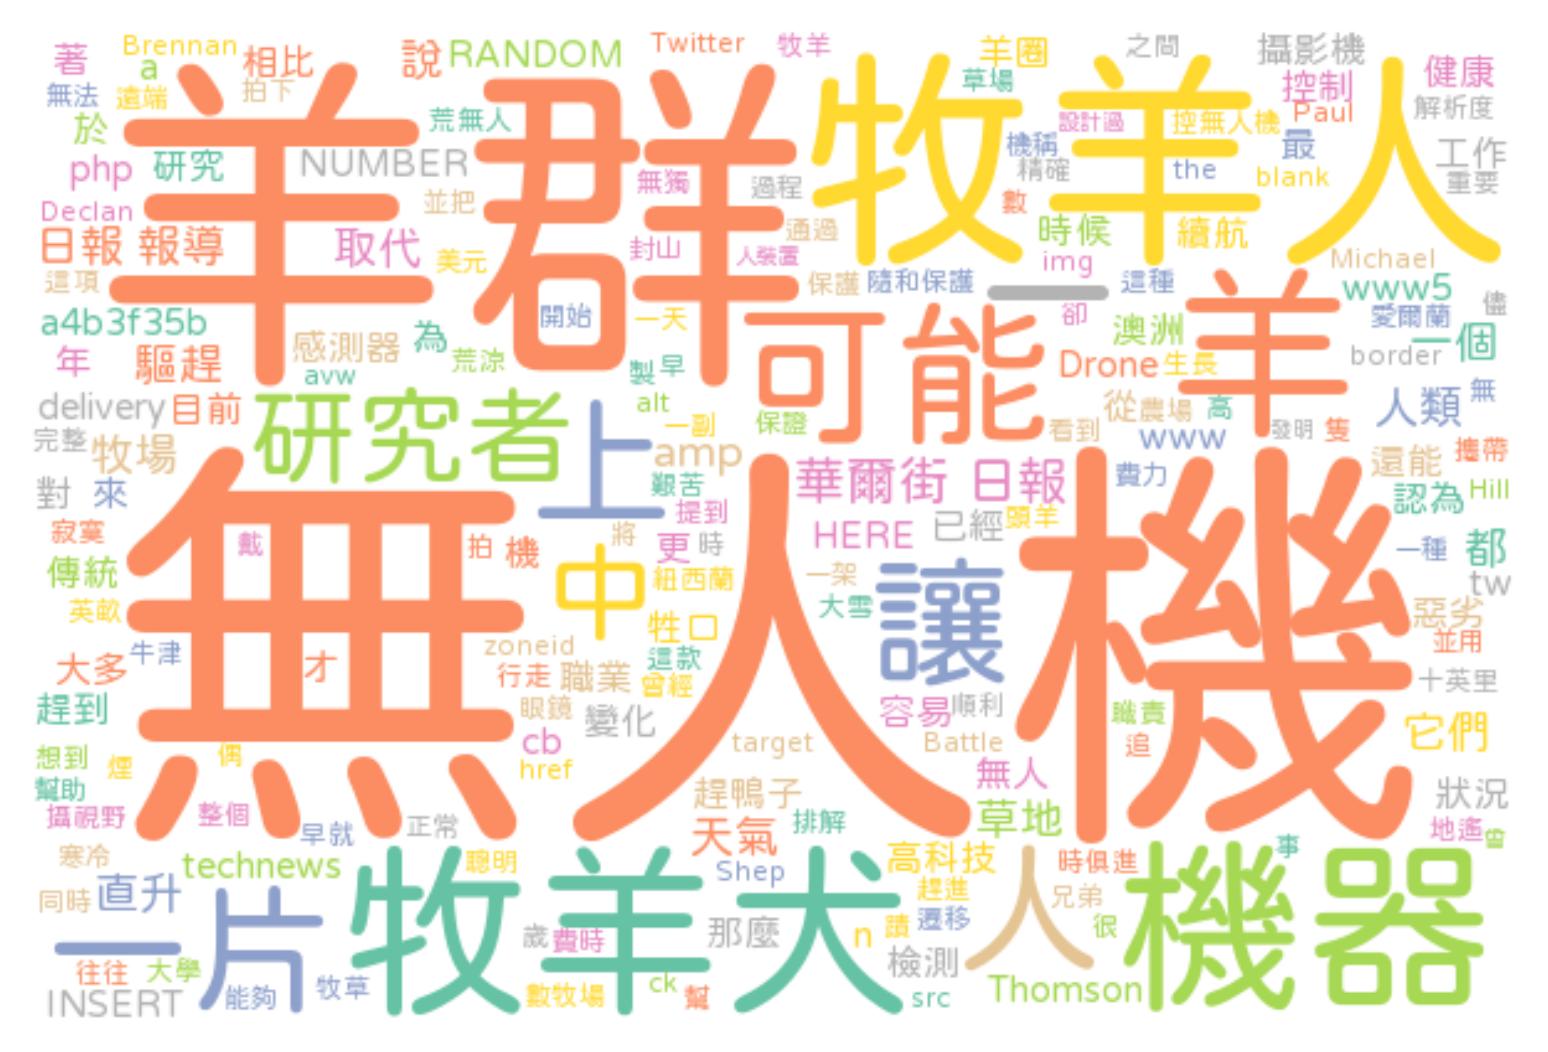 著 Brennan 相比 說 RANDOM Twitter 牧羊 羊圈 之間 攝影機
a 草場 控制 健康
無法 遠端 拍下 Paul 解析度
羊群 牧羊人
於 荒無人 設計過 控無人機
php 研究 NUMBER 機稱 最 工作
無獨 過程 精確 the blank 重要
Declan 並把 數
日報 報導 取代 美元 封山 通過 人裝置 時候 續航
這項 保護 隨和保護 img 這種 Michael
一 www5 儘
a4b3f35b 感測器 為 開始 一天 可能 卻 澳洲 羊 愛爾蘭 一個
年 驅趕 avw 荒涼 製 早 Drone 生長 border
delivery 目前 研究者 上 alt 一副 保證 從 農場 高 人類 無
完整 牧場 amp 看到 www 發明 隻 還能 攜帶
無人機
對 來 艱苦 華爾街 日報 費力 認為 Hill
寂寞 戴 拍 機 將 提到 更 時 HERE 已經 頭羊 一種 都
傳統 中 紐西蘭 一架 讓 tw
英畝 牲口 大雪 惡劣
大多 牛津 才 zoneid 行走 職業 這款 曾經 並用 十英里
趕到 眼鏡 變化 容易 順利 職責 它們
想到 煙 偶 cb href target Battle 追
幫助 趕鴨子 無人 狀況
攝視野 整個 早就 正常 天氣 排解 草地 地遙 曾
寒冷 technews 聰明 Shep 高科技 時俱進 事
牧羊犬 機器
同時 直升 趕進 人 兄弟
一片 歲 費時 那麼 n 蹟 遷移 很
往往 大學 檢測
INSERT 能夠 牧草 數牧場 ck 幫 src Thomson